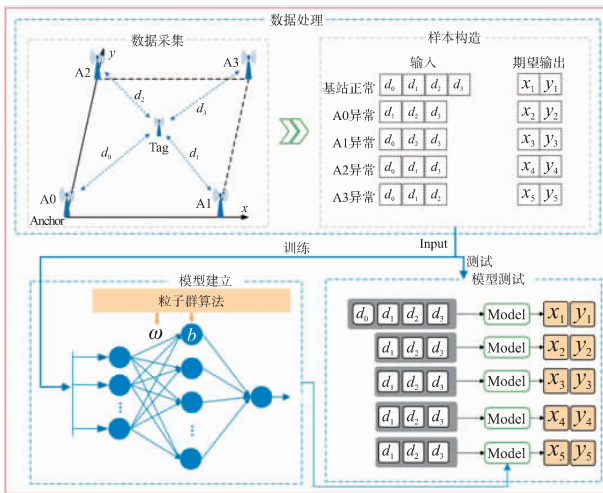 数据处理
数据采集
y
A2
A3
d2
d3
Tag
d0
d1
A0
Anchor
A1
x
样本构造
输入
期望输出
基站正常 d0 d1 d2 d3 x1 y1
A0异常 d1 d2 d3 x2 y2
A1异常 d0 d2 d3 x3 y3
A2异常 d0 d1 d3 x4 y4
A3异常 d0 d1 d2 x5 y5
训练
Input
测试
模型建立
粒子群算法
ω
b
模型测试
d0 d1 d2 d3 Model x1 y1
d1 d2 d3 Model x2 y2
d1 d2 d3 Model x3 y3
d1 d2 d3 Model x4 y4
d1 d2 d3 Model x5 y5